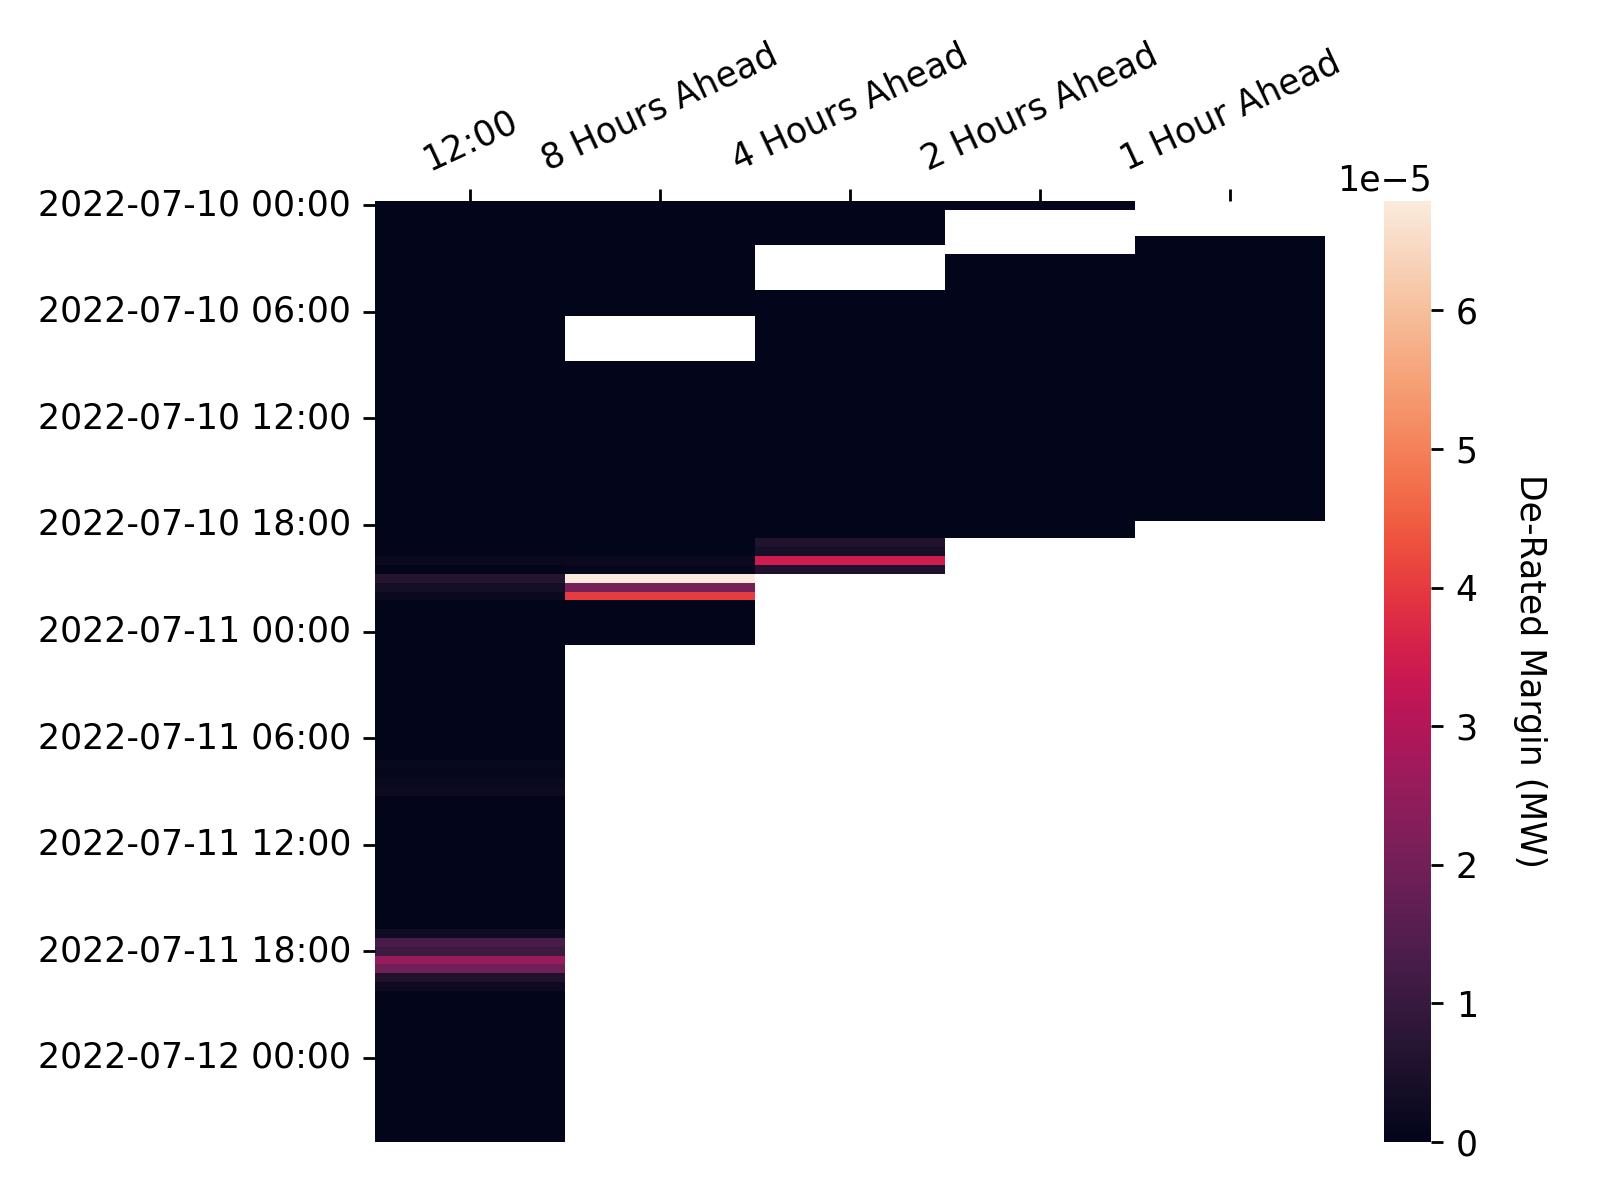 12:00
8 Hours Ahead
4 Hours Ahead
2 Hours Ahead
1 Hour Ahead
1e−5
2022-07-10 00:00
2022-07-10 06:00
2022-07-10 12:00
2022-07-10 18:00
2022-07-11 00:00
2022-07-11 06:00
2022-07-11 12:00
2022-07-11 18:00
2022-07-12 00:00
6
5
4
3
2
1
0
De-Rated Margin (MW)